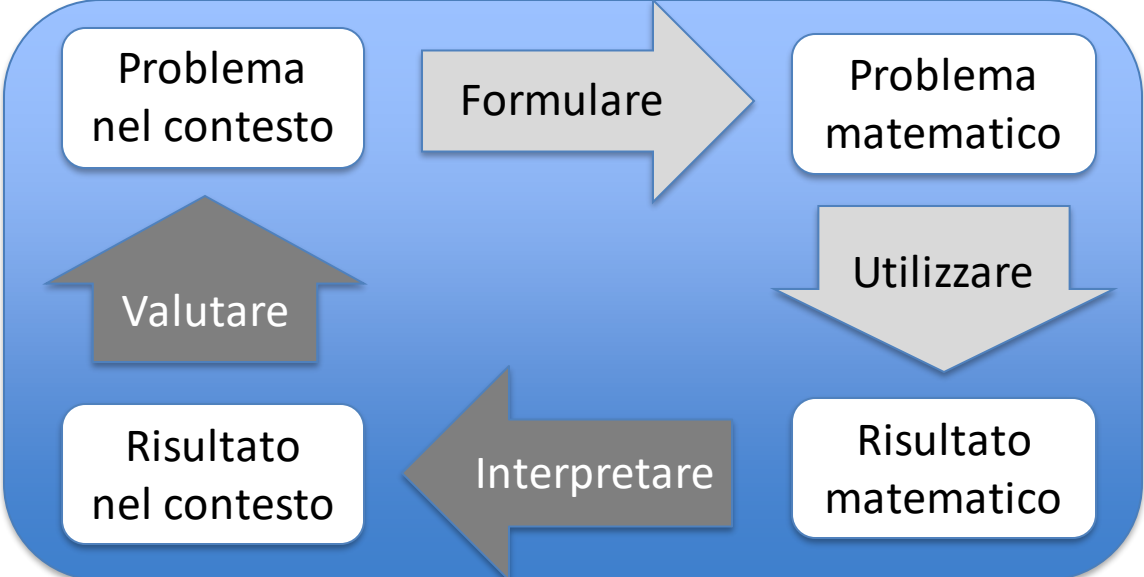 Problema
nel contesto
Formulare
Problema
matematico
Utilizzare
Risultato
matematico
Interpretare
Risultato
nel contesto
Valutare